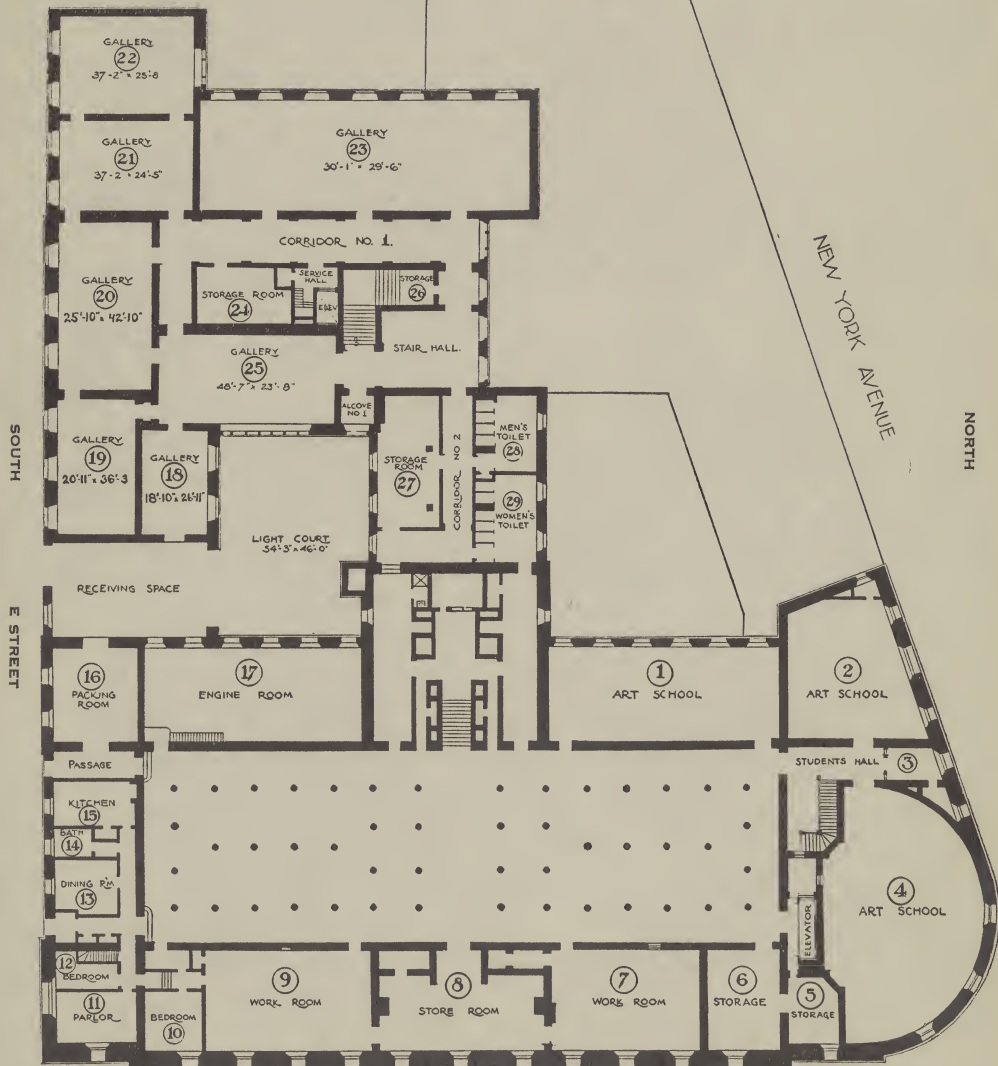 GALLERY
22
37'-2" x 25'-8
GALLERY
21
37'-2 x 24'-5"
GALLERY
23
30'-1" x 29'-6"
CORRIDOR NO. 1.
GALLERY
20
25'-10" x 42'-10"
STORAGE ROOM
24
SERVICE
HALL
ELEV
STORAGE
26
STAIR HALL.
GALLERY
25
48'-7" x 23'-8"
ALCOVE
NO 1
GALLERY
19
20'-11" x 36'-3
GALLERY
18
STORAGE
ROOM
27
CORRIDOR NO 2
MEN'S
TOILET
28
29
WOMEN'S
TOILET
LIGHT COURT
54'-3" x 46'-0"
RECEIVING SPACE
NEW YORK AVENUE
NORTH
SOUTH
E STREET
16
PACKING
ROOM
17
ENGINE ROOM
1
ART SCHOOL
2
ART SCHOOL
PASSAGE
STUDENTS HALL
3
KITCHEN
15
BATH
14
DINING R'M
13
4
ART SCHOOL
ELEVATOR
12
BEDROOM
11
PARLOR
BEDROOM
10
9
WORK ROOM
8
STORE ROOM
7
WORK ROOM
6
STORAGE
5
STORAGE